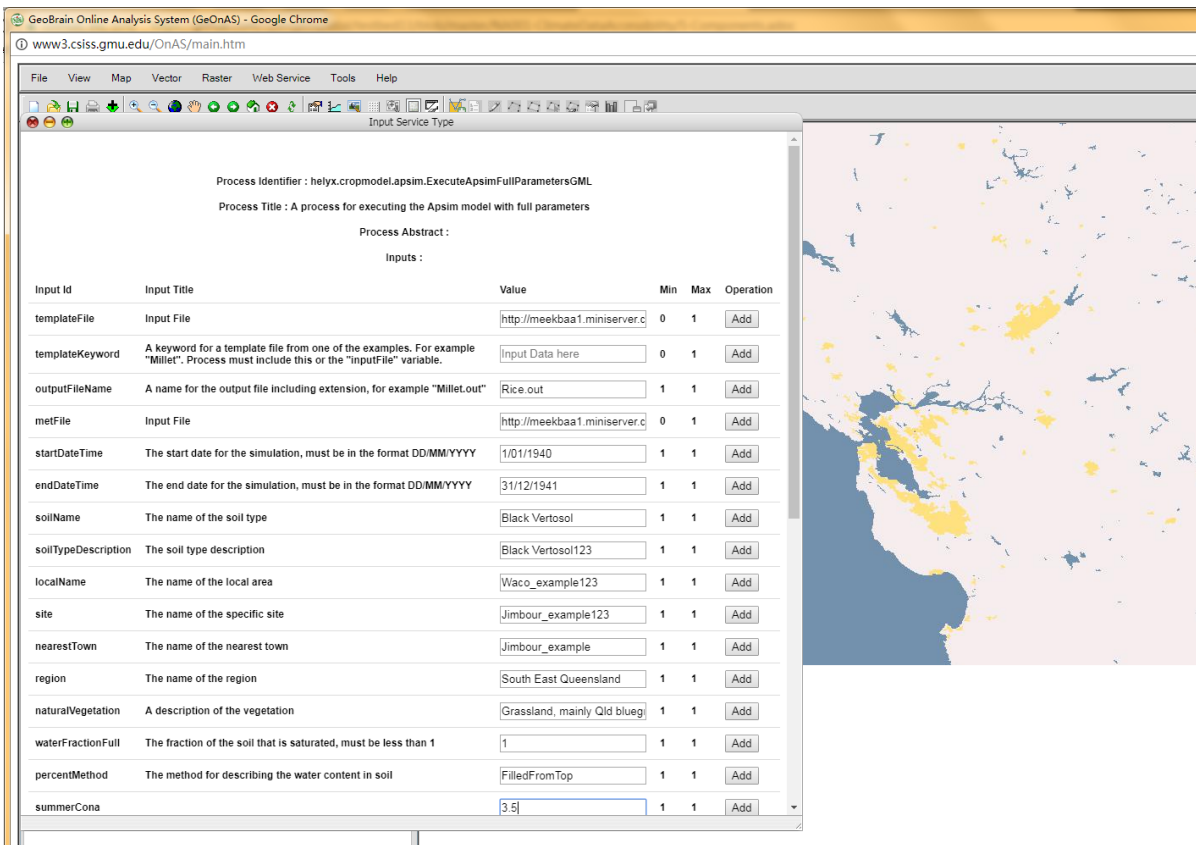 GeoBrain Online Analysis System (GeOnAS) - Google Chrome
www3.csiss.gmu.edu/OnAS/main.htm
File View Map Vector Raster Web Service Tools Help
Input Service Type
Process Identifier : helyx.cropmodel.apsim.ExecuteApsimFullParametersGML
Process Title : A process for executing the Apsim model with full parameters
Process Abstract :
Inputs :
Input Id Input Title Value Min Max Operation
templateFile Input File http://meekbaa1.miniserver.c 0 1 Add
templateKeyword A keyword for a template file from one of the examples. For example
"Millet". Process must include this or the "inputFile" variable. Input Data here 0 1 Add
outputFileName A name for the output file including extension, for example "Millet.out" Rice.out 1 1 Add
metFile Input File http://meekbaa1.miniserver.c 0 1 Add
startDateTime The start date for the simulation, must be in the format DD/MM/YYYY 1/01/1940 1 1 Add
endDateTime The end date for the simulation, must be in the format DD/MM/YYYY 31/12/1941 1 1 Add
soilName The name of the soil type Black Vertosol 1 1 Add
soilTypeDescription The soil type description Black Vertosol123 1 1 Add
localName The name of the local area Waco_example123 1 1 Add
site The name of the specific site Jimbour_example123 1 1 Add
nearestTown The name of the nearest town Jimbour_example 1 1 Add
region The name of the region South East Queensland 1 1 Add
naturalVegetation A description of the vegetation Grassland, mainly Qld bluegr 1 1 Add
waterFractionFull The fraction of the soil that is saturated, must be less than 1 1 1 1 Add
percentMethod The method for describing the water content in soil FilledFromTop 1 1 Add
summerCona 3.5 1 1 Add